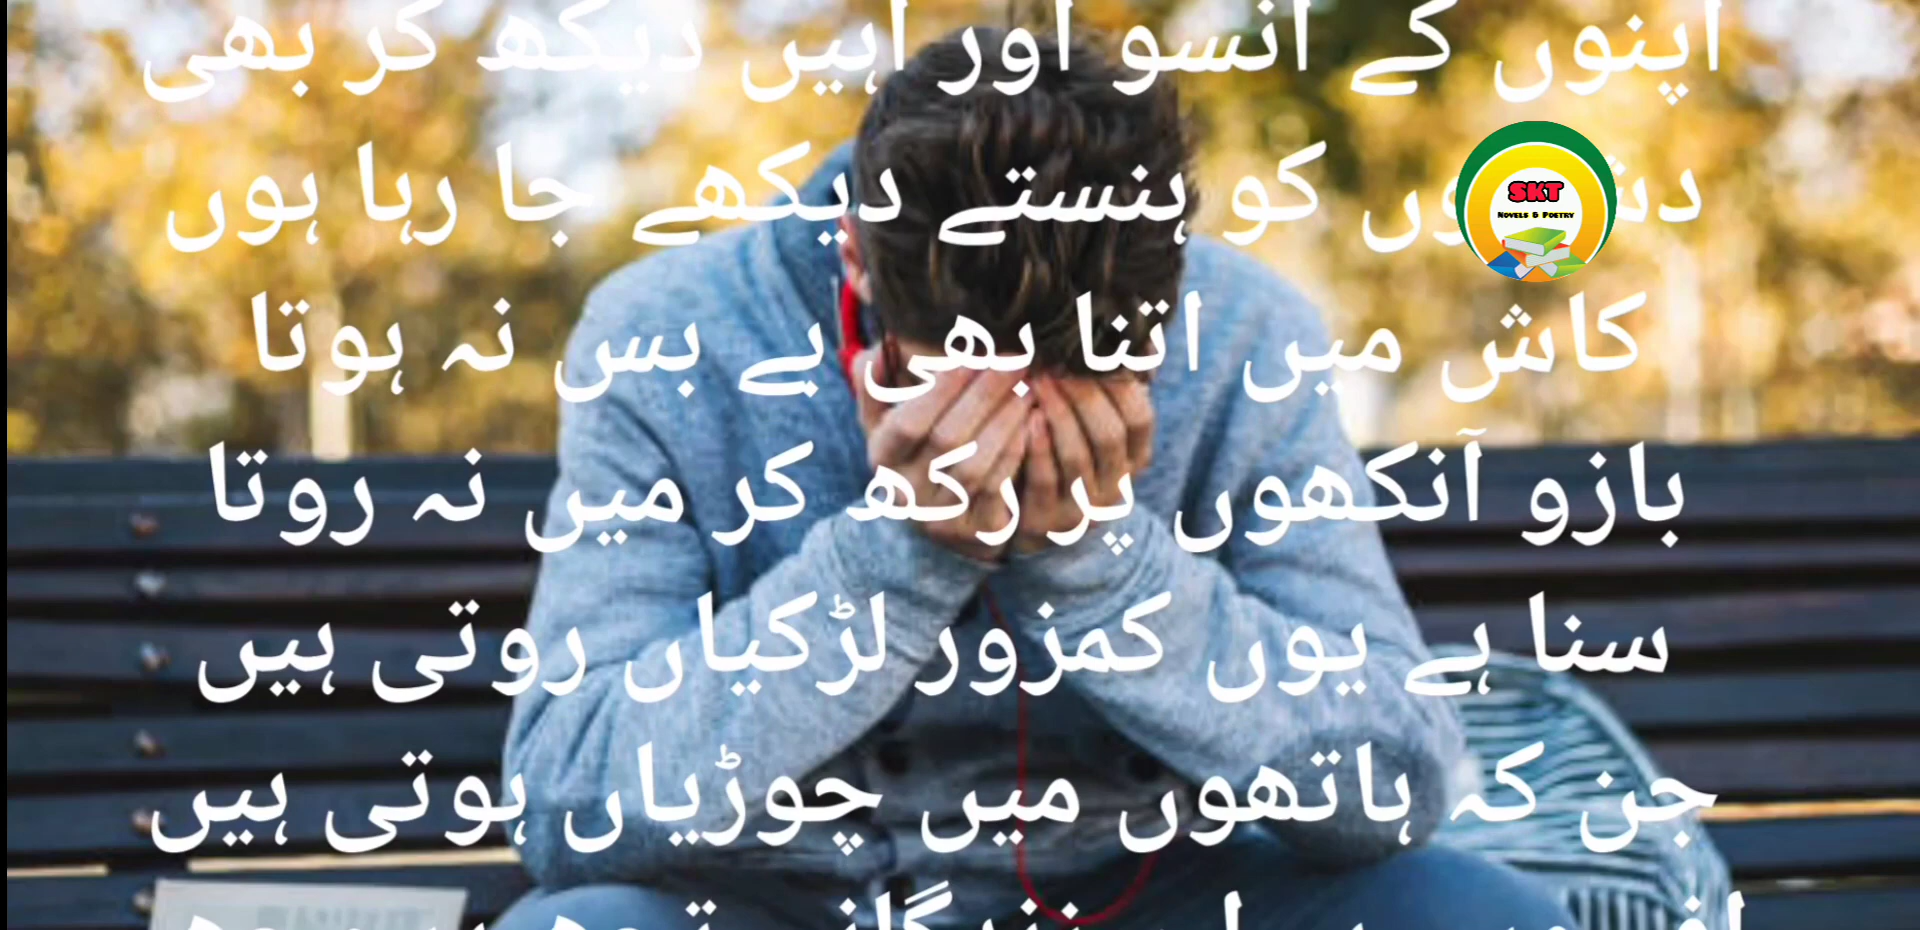 اپنوں کے آنسو اور آہیں دیکھ کر بھی
کو ہنستے دیکھے جا رہا ہوں
SKT
NOVELS & POETRY
کاش میں اتنا بھی بے بس نہ ہوتا
بازو آنکھوں پر رکھ کر میں نہ روتا
سنا ہے یوں کمزور لڑکیاں روتی ہیں
جن کہ ہاتھوں میں چوڑیاں ہوتی ہیں